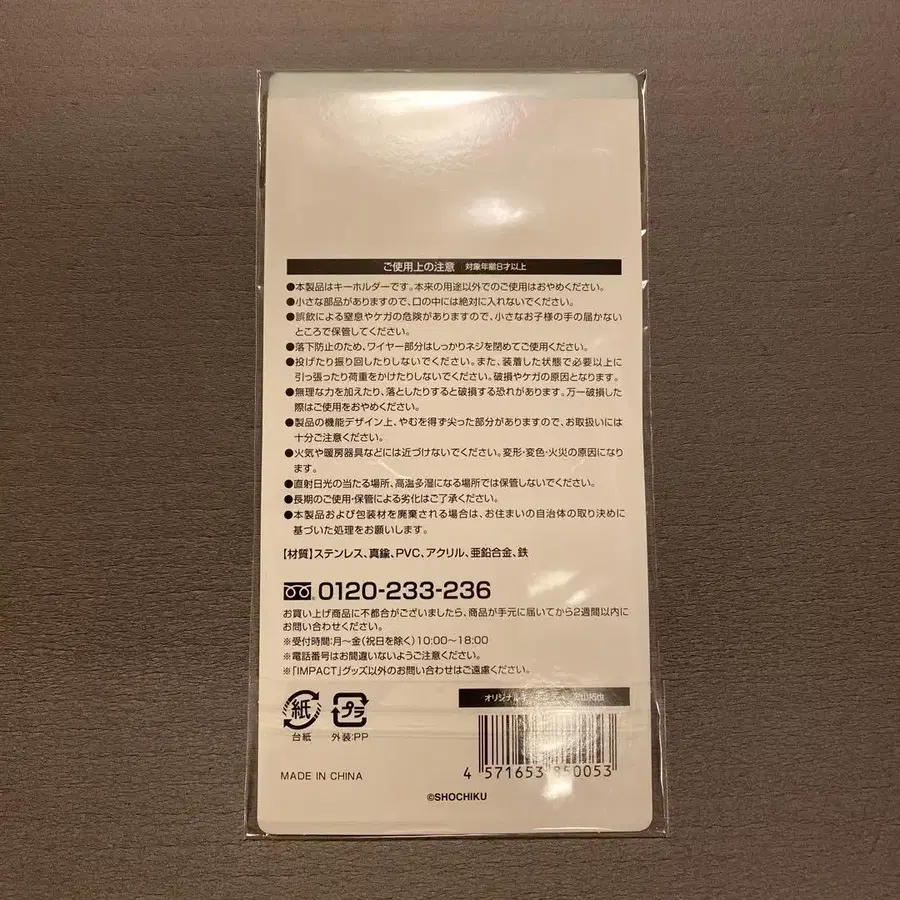 ご使用上の注意 対象年齢8才以上
●本製品はキーホルダーです。本来の用途以外でのご使用はおやめください。
●小さな部品がありますので、口の中には絶対に入れないでください。
●誤飲による窒息やケガの危険がありますので、小さなお子様の手の届かない
ところで保管してください。
●落下防止のため、ワイヤー部分はしっかりネジを閉めてご使用ください。
●投げたり振り回したりしないでください。また、装着した状態で必要以上に
引っ張ったり荷重をかけたりしないでください。破損やケガの原因となります。
●無理な力を加えたり、落としたりすると破損する恐れがあります。万一破損した
際はご使用をおやめください。
●製品の機能デザイン上、やむを得ず尖った部分がありますので、お取扱いには
十分ご注意ください。
●火気や暖房器具などには近づけないでください。変形・変色・火災の原因になり
ます。
●直射日光の当たる場所、高温多湿になる場所では保管しないでください。
●長期のご使用・保管による劣化はご了承ください。
●本製品および包装材を廃棄される場合は、お住まいの自治体の取り決めに
基づいた処理をお願いします。
【材質】ステンレス、真鍮、PVC、アクリル、亜鉛合金、鉄
0120-233-236
お買い上げ商品に不都合がございましたら、商品が手元に届いてから2週間以内に
お問い合わせください。
※受付時間:月〜金(祝日を除く)10:00〜18:00
※電話番号はお間違いないようご注意ください。
※「IMPACT」グッズ以外のお問い合わせはご遠慮ください。
紙 プラ
台紙 外装:PP
オリジナル
4 571653 850053
MADE IN CHINA
©SHOCHIKU